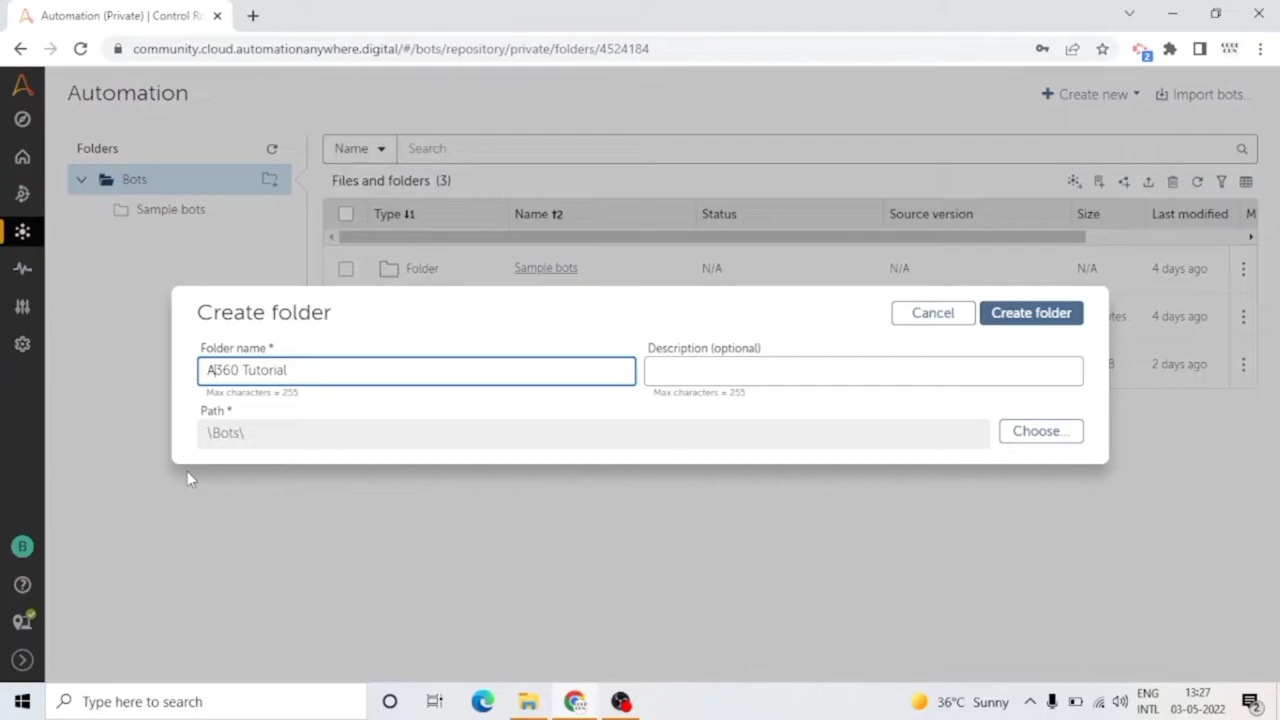 Automation (Private) | Control Ro
community.cloud.automationanywhere.digital/#/bots/repository/private/folders/4524184
2
Automation
Create new
Import bots...
Folders
Name
Search
Bots
Files and folders (3)
Sample bots
Type
Name
Status
Source version
Size
Last modified
M
Folder
Sample bots
N/A
N/A
N/A
4 days ago
Create folder
Cancel
Create folder
4 days ago
Folder name *
Description (optional)
A360 Tutorial
2 days ago
Max characters = 255
Max characters = 255
Path *
\Bots\
Choose...
B
Type here to search
36°C Sunny
ENG
INTL
13:27
03-05-2022
2